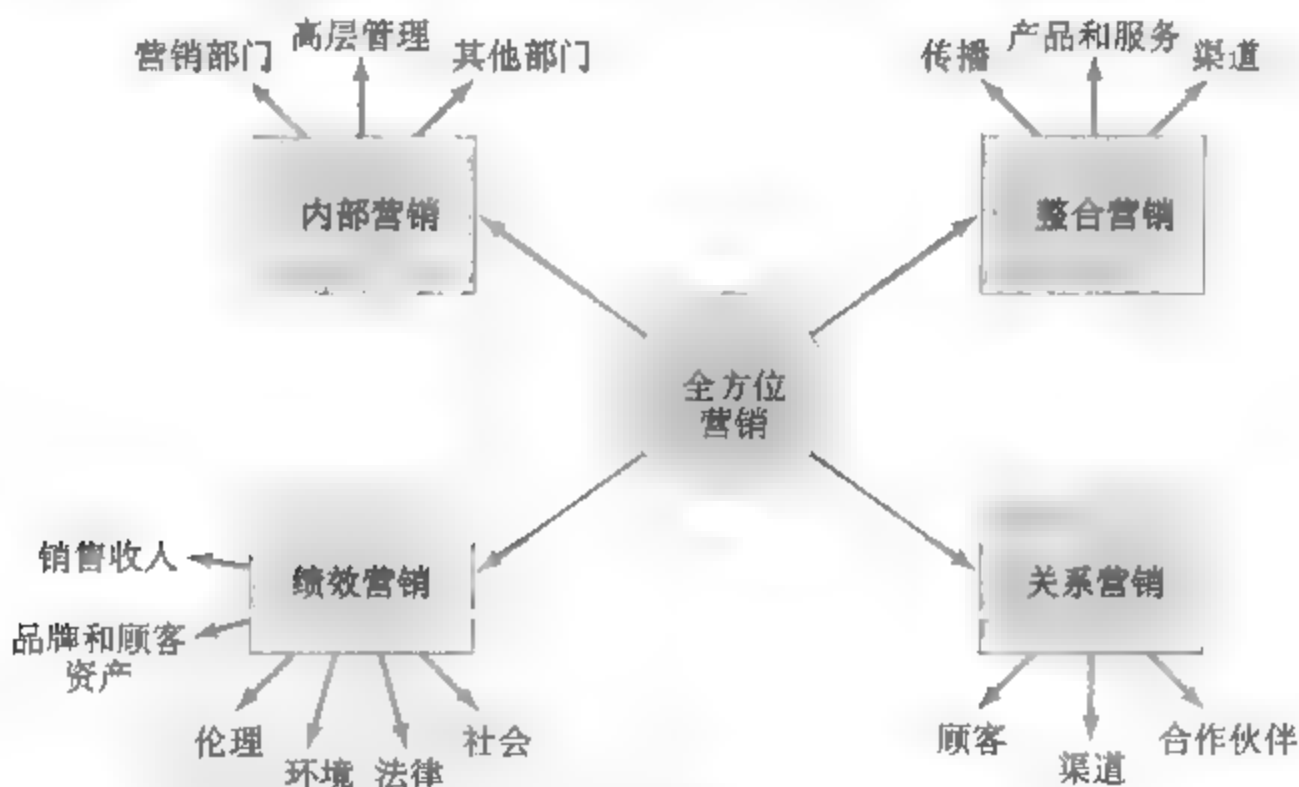 营销部门
高层管理
其他部门
传播
产品和服务
渠道
内部营销
整合营销
全方位
营销
销售收人
品牌和顾客
资产
绩效营销
关系营销
伦理
环境
法律
社会
顾客
渠道
合作伙伴